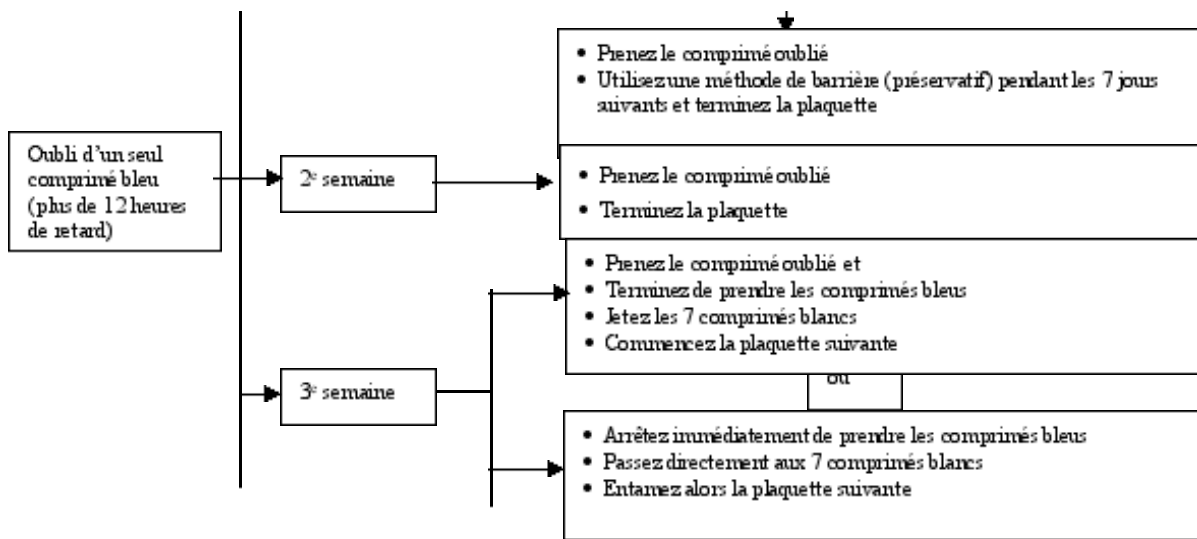 • Prenez le comprimé oublié
• Utilisez une méthode de barrière (préservatif) pendant les 7 jours
suivants et terminez la plaquette
Oubli d'un seul
comprimé bleu
(plus de 12 heures
de retard)
2e semaine
• Prenez le comprimé oublié
• Terminez la plaquette
3e semaine
• Prenez le comprimé oublié et
• Terminez de prendre les comprimés bleus
• Jetez les 7 comprimés blancs
• Commencez la plaquette suivante
ou
• Arrêtez immédiatement de prendre les comprimés bleus
• Passez directement aux 7 comprimés blancs
• Entamez alors la plaquette suivante